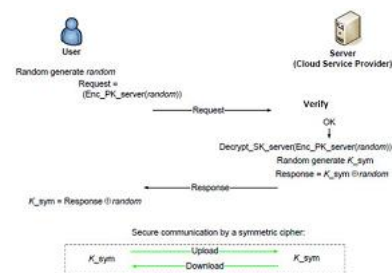 User
Server
(Cloud Service Provider)
Random generate random
Request =
(Enc_PK_server(random))
Request
Verify
OK
Decrypt_SK_server(Enc_PK_server(random))
Random generate K_sym
Response = K_sym ⊕random
Response
K_sym = Response ⊕random
Secure communication by a symmetric cipher:
Upload
K_sym
K_sym
Download